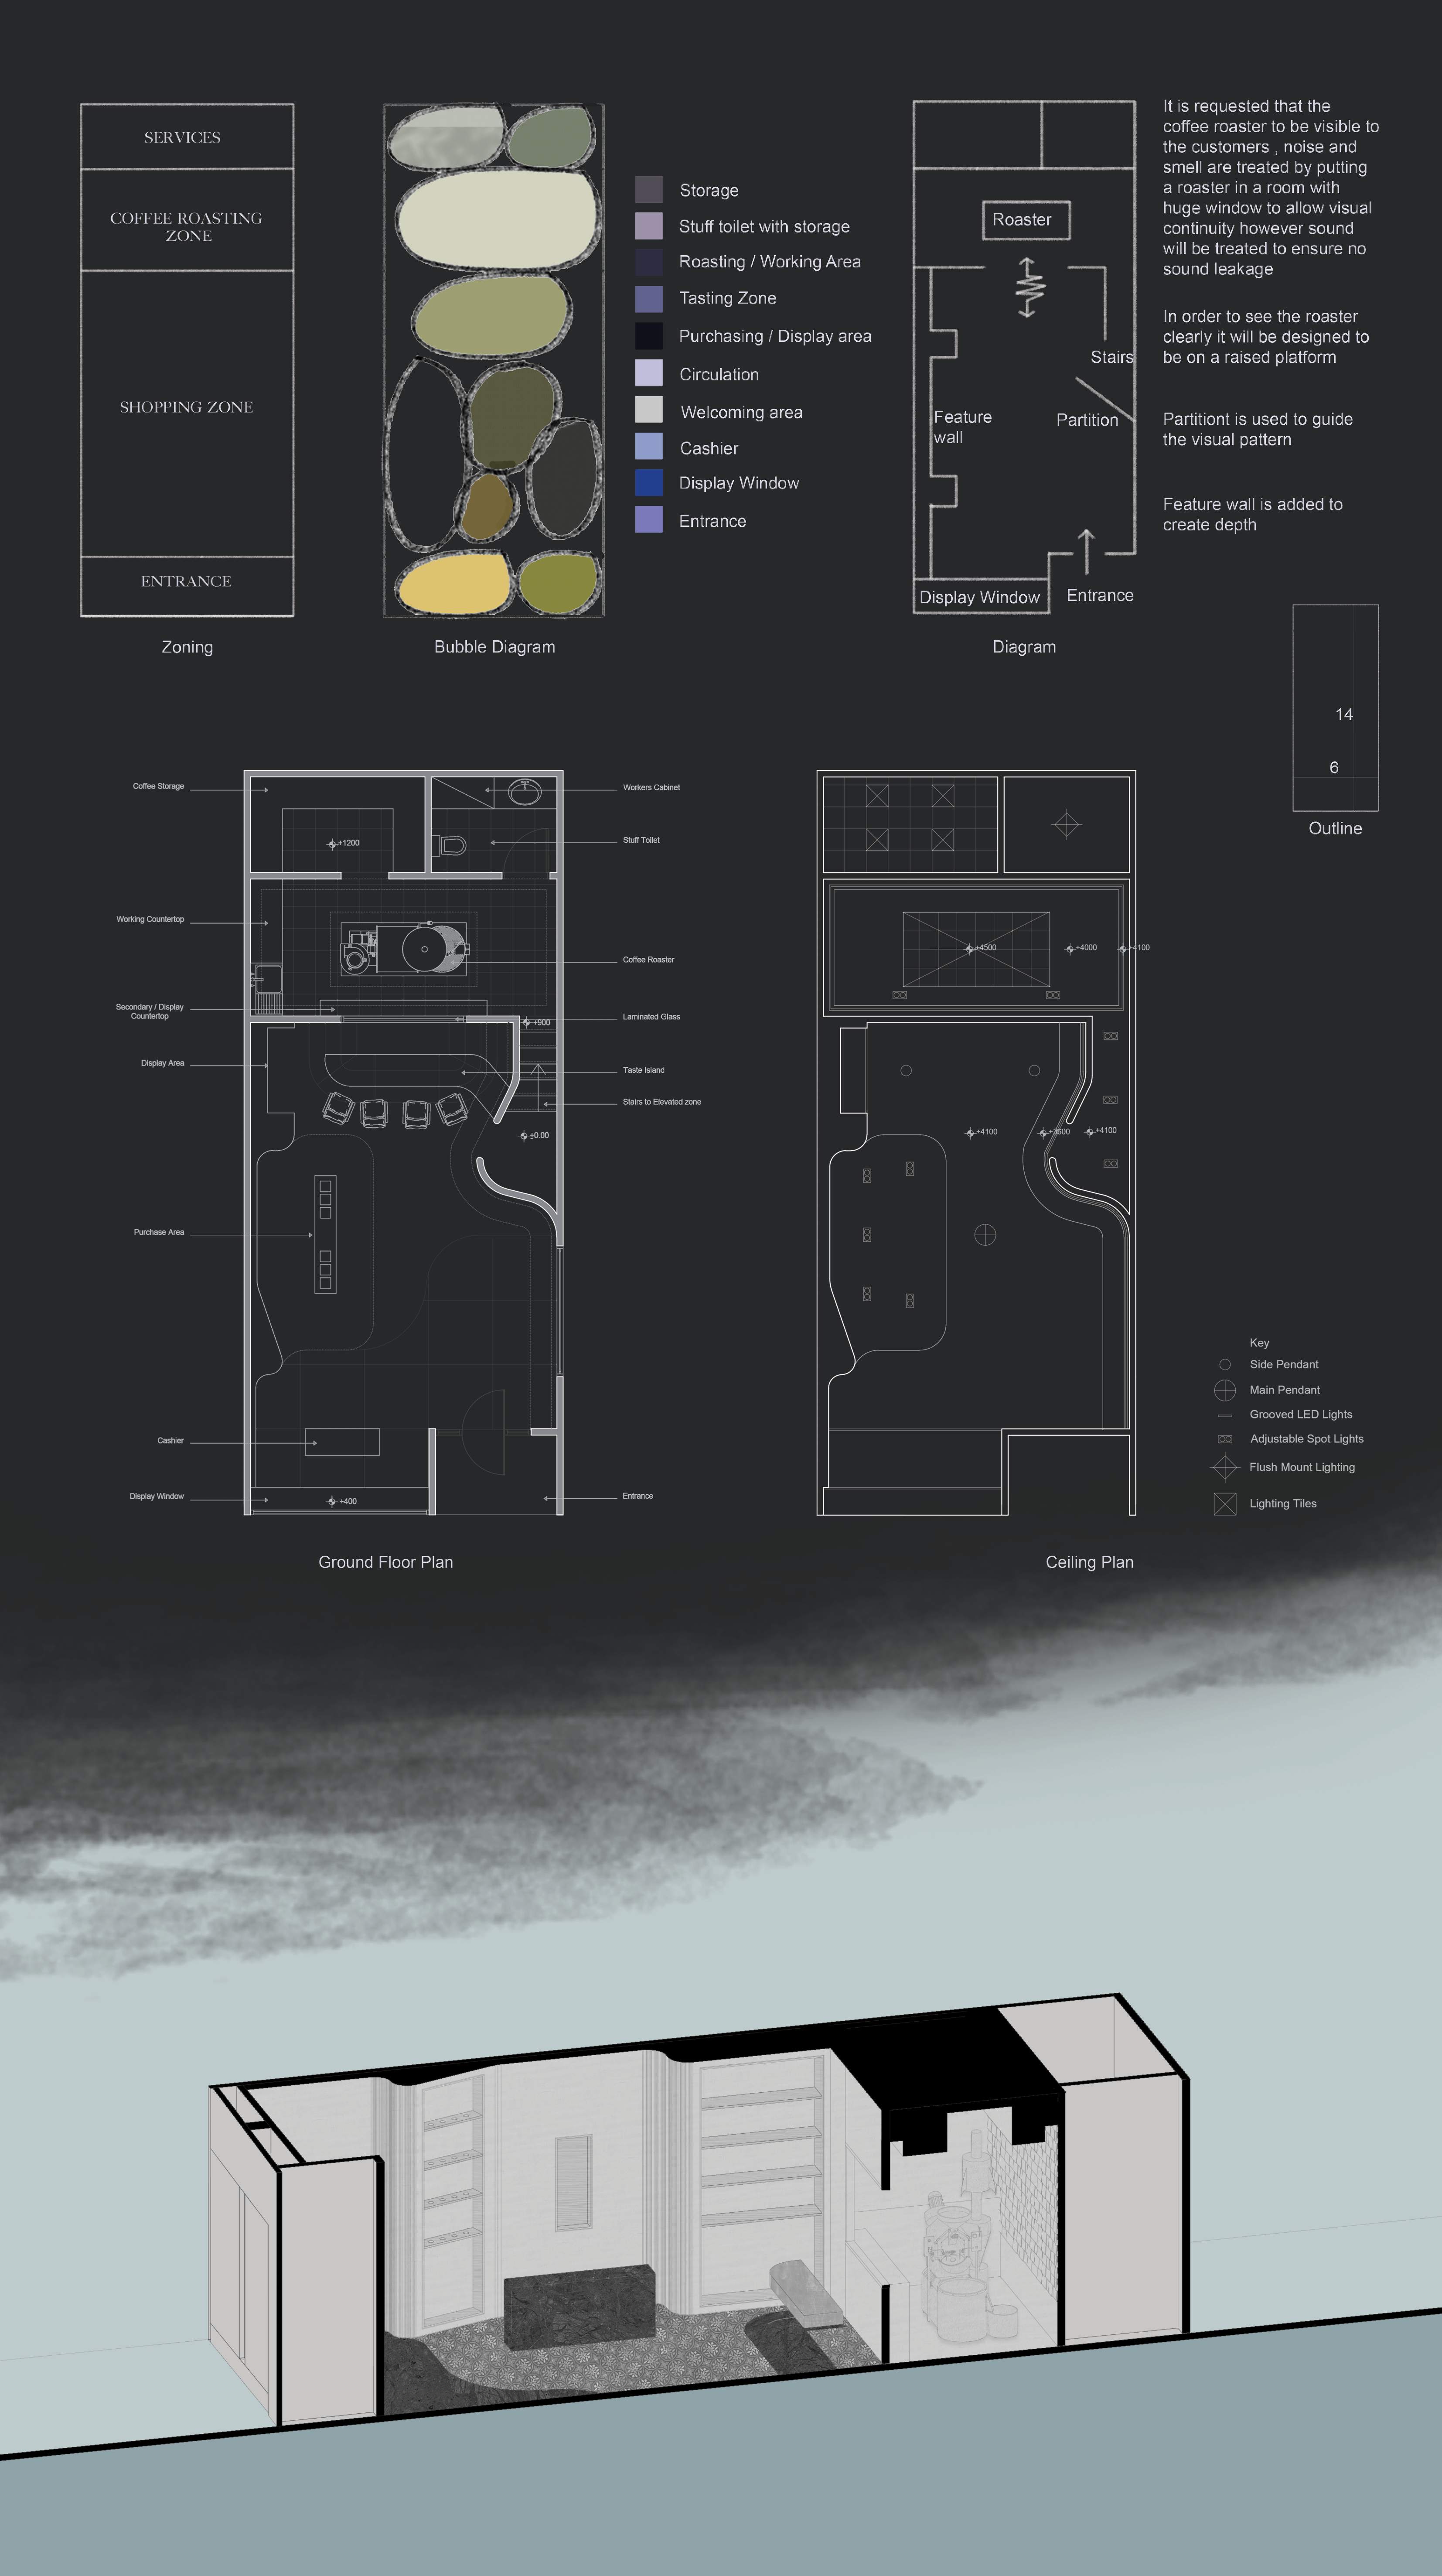 SERVICES
COFFEE ROASTING
ZONE
SHOPPING ZONE
ENTRANCE
Zoning
Bubble Diagram
Storage
Stuff toilet with storage
Roasting / Working Area
Tasting Zone
Purchasing / Display area
Circulation
Welcoming area
Cashier
Display Window
Entrance
Roaster
Stairs
Feature
wall
Partition
Display Window
Entrance
Diagram
It is requested that the
coffee roaster to be visible to
the customers , noise and
smell are treated by putting
a roaster in a room with
huge window to allow visual
continuity however sound
will be treated to ensure no
sound leakage
In order to see the roaster
clearly it will be designed to
be on a raised platform
Partitiont is used to guide
the visual pattern
Feature wall is added to
create depth
14
6
Outline
Coffee Storage
Working Countertop
Secondary / Display
Countertop
Display Area
Purchase Area
Cashier
Display Window
+1200
+900
±0.00
+400
Workers Cabinet
Stuff Toilet
Coffee Roaster
Laminated Glass
Taste Island
Stairs to Elevated zone
Entrance
Ground Floor Plan
+4500
+4000
+4100
+4100
+3600
+4100
Ceiling Plan
Key
Side Pendant
Main Pendant
Grooved LED Lights
Adjustable Spot Lights
Flush Mount Lighting
Lighting Tiles